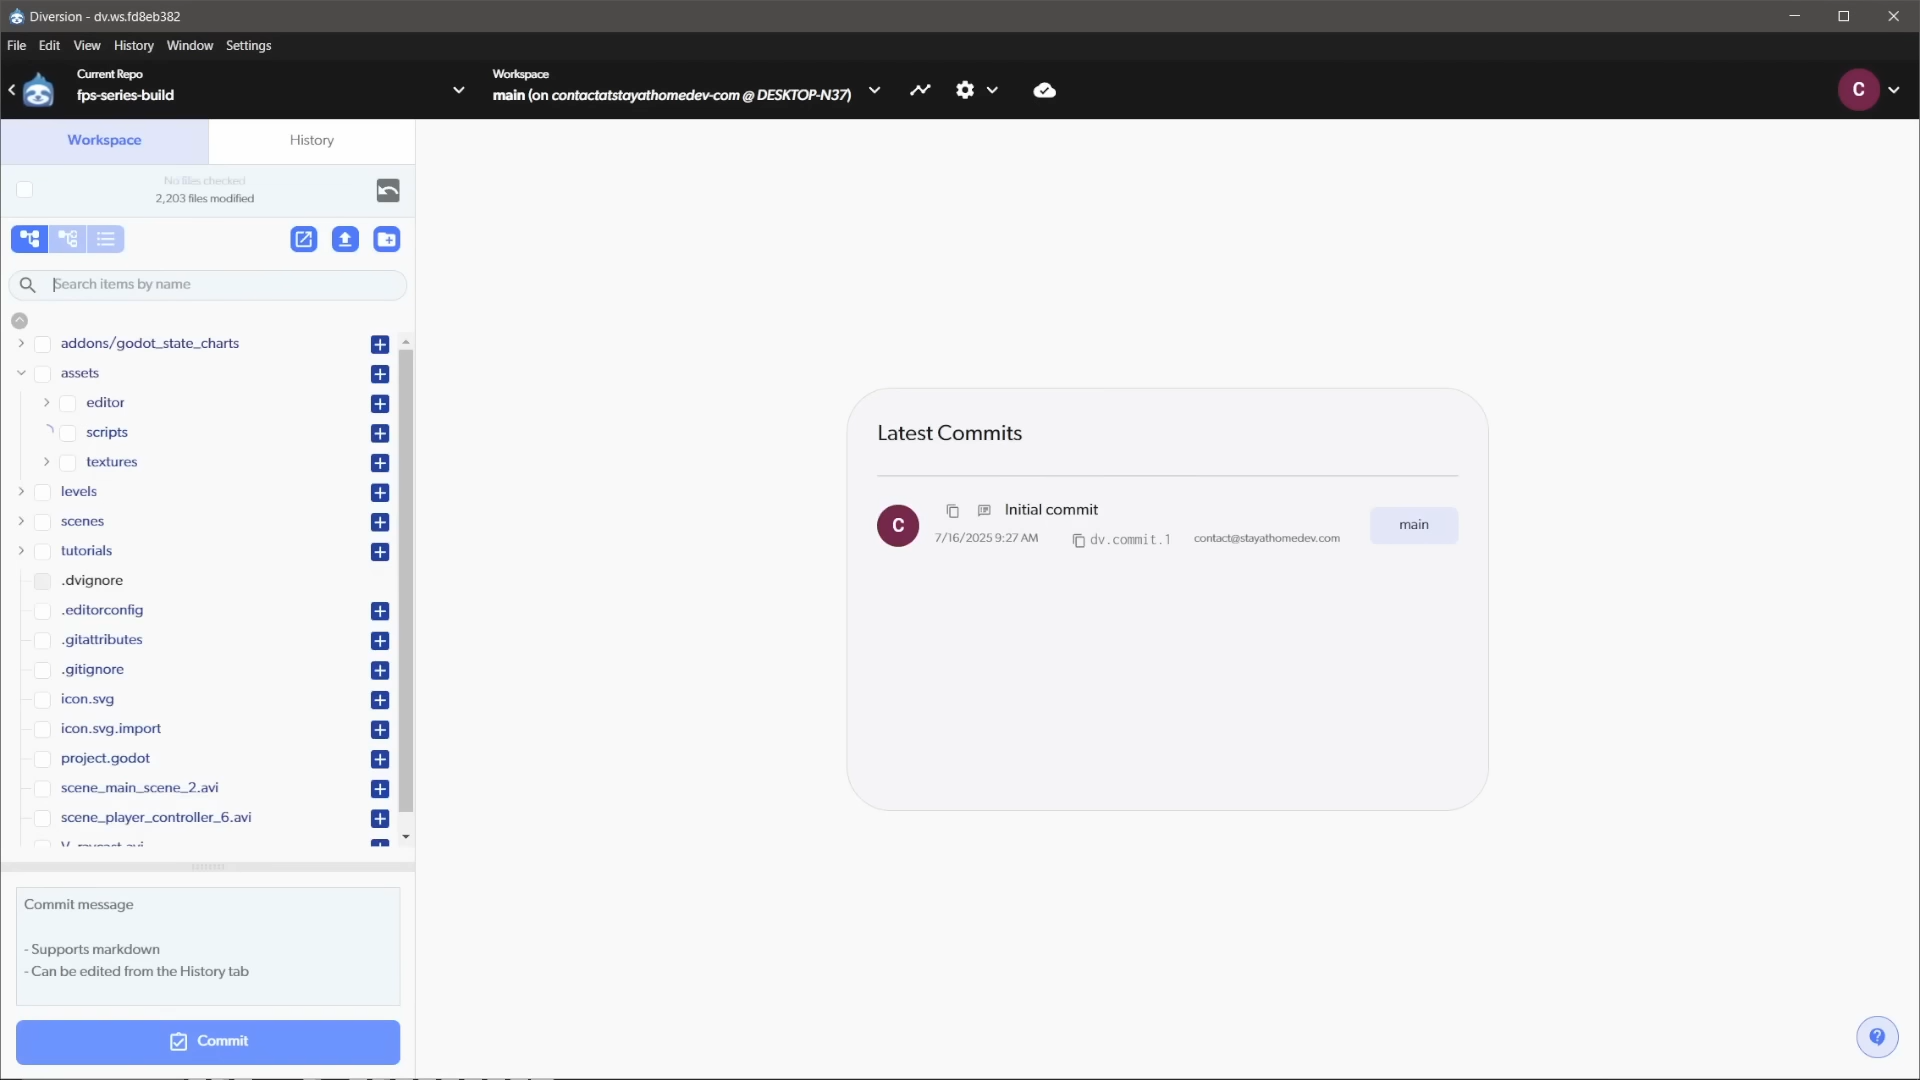 Diversion - dv.ws.fd8eb382
File Edit View History Window Settings
Current Repo
fps-series-build
Workspace
main (on contactatstayathomedev-com @ DESKTOP-N37)
C
Workspace
History
No files checked
2,203 files modified
Search items by name
addons/godot_state_charts
assets
editor
scripts
textures
levels
scenes
tutorials
.dvignore
.editorconfig
.gitattributes
.gitignore
icon.svg
icon.svg.import
project.godot
scene_main_scene_2.avi
scene_player_controller_6.avi
V_raycast.avi
Commit message
- Supports markdown
- Can be edited from the History tab
Commit
Latest Commits
C
Initial commit
7/16/2025 9:27 AM
dv.commit.1
contact@stayathomedev.com
main